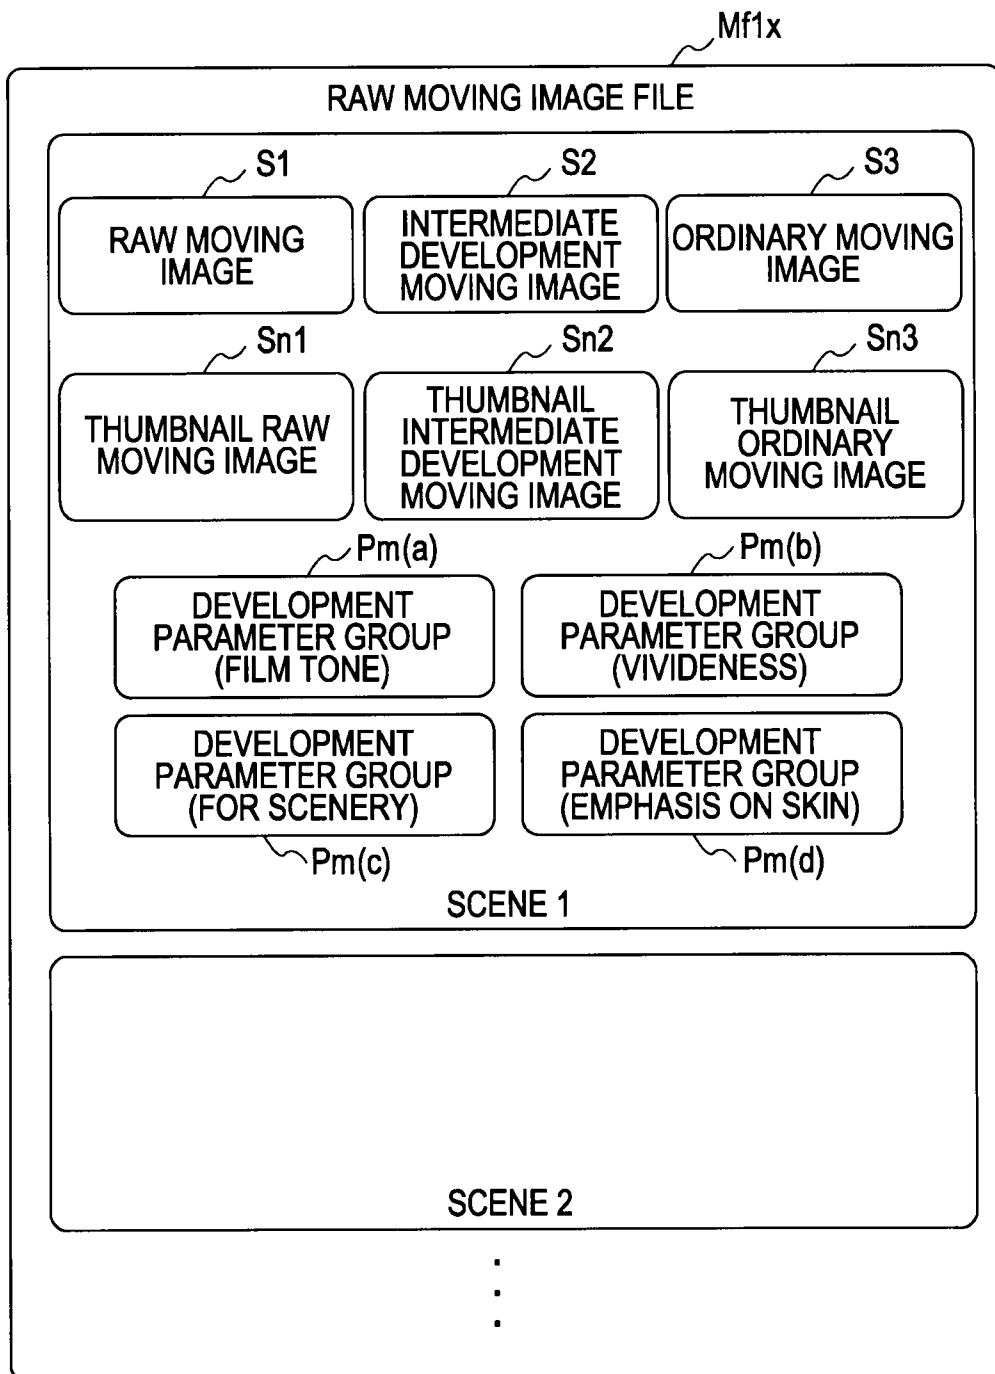 Mf1x
RAW MOVING IMAGE FILE
S1
S2
S3
RAW MOVING
IMAGE
INTERMEDIATE
DEVELOPMENT
MOVING IMAGE
ORDINARY MOVING
IMAGE
Sn1
Sn2
Sn3
THUMBNAIL RAW
MOVING IMAGE
THUMBNAIL
INTERMEDIATE
DEVELOPMENT
MOVING IMAGE
THUMBNAIL
ORDINARY
MOVING IMAGE
Pm(a)
Pm(b)
DEVELOPMENT
PARAMETER GROUP
(FILM TONE)
DEVELOPMENT
PARAMETER GROUP
(VIVIDENESS)
DEVELOPMENT
PARAMETER GROUP
(FOR SCENERY)
DEVELOPMENT
PARAMETER GROUP
(EMPHASIS ON SKIN)
Pm(c)
Pm(d)
SCENE 1
SCENE 2